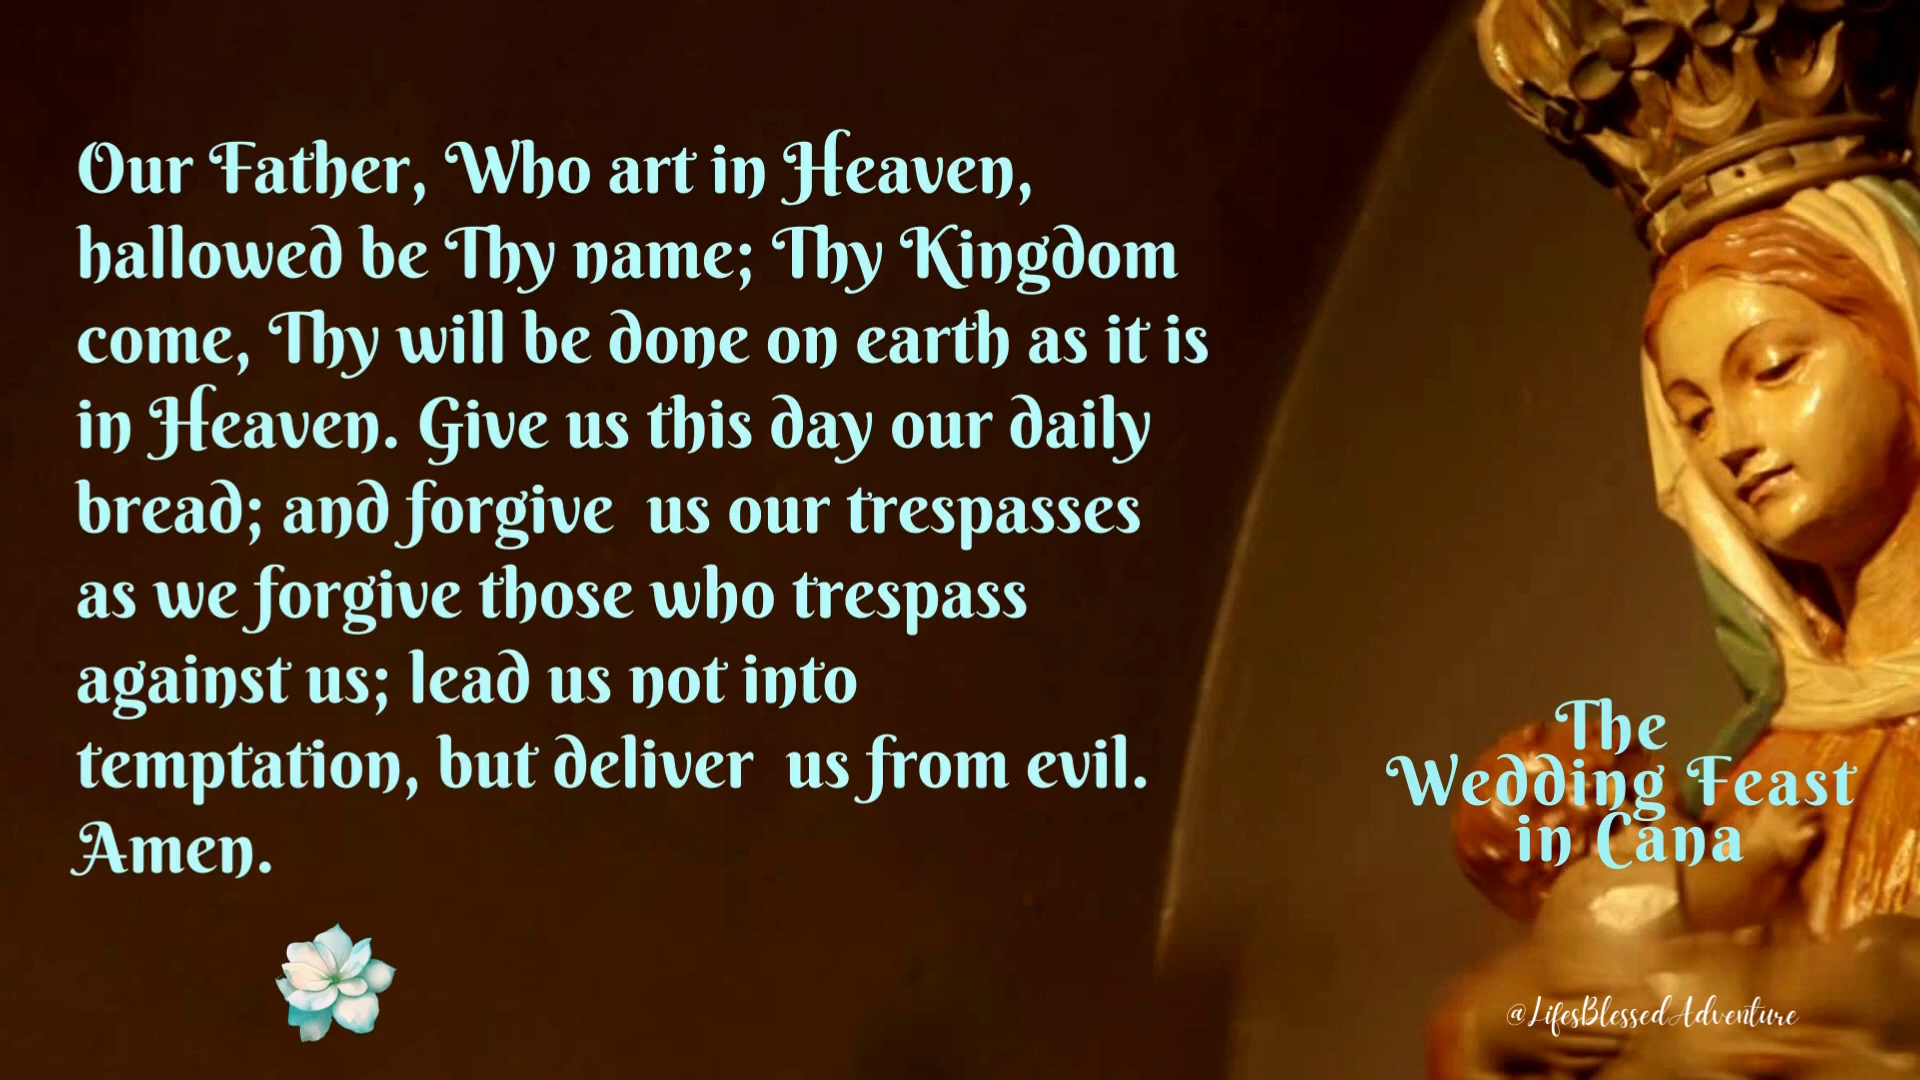 Our Father, Who art in Heaven,
hallowed be Thy name; Thy Kingdom
come, Thy will be done on earth as it is
in Heaven. Give us this day our daily
bread; and forgive  us our trespasses
as we forgive those who trespass
against us; lead us not into
temptation, but deliver  us from evil.
Amen.
The
Wedding Feast
in Cana
@LifesBlessedAdventure